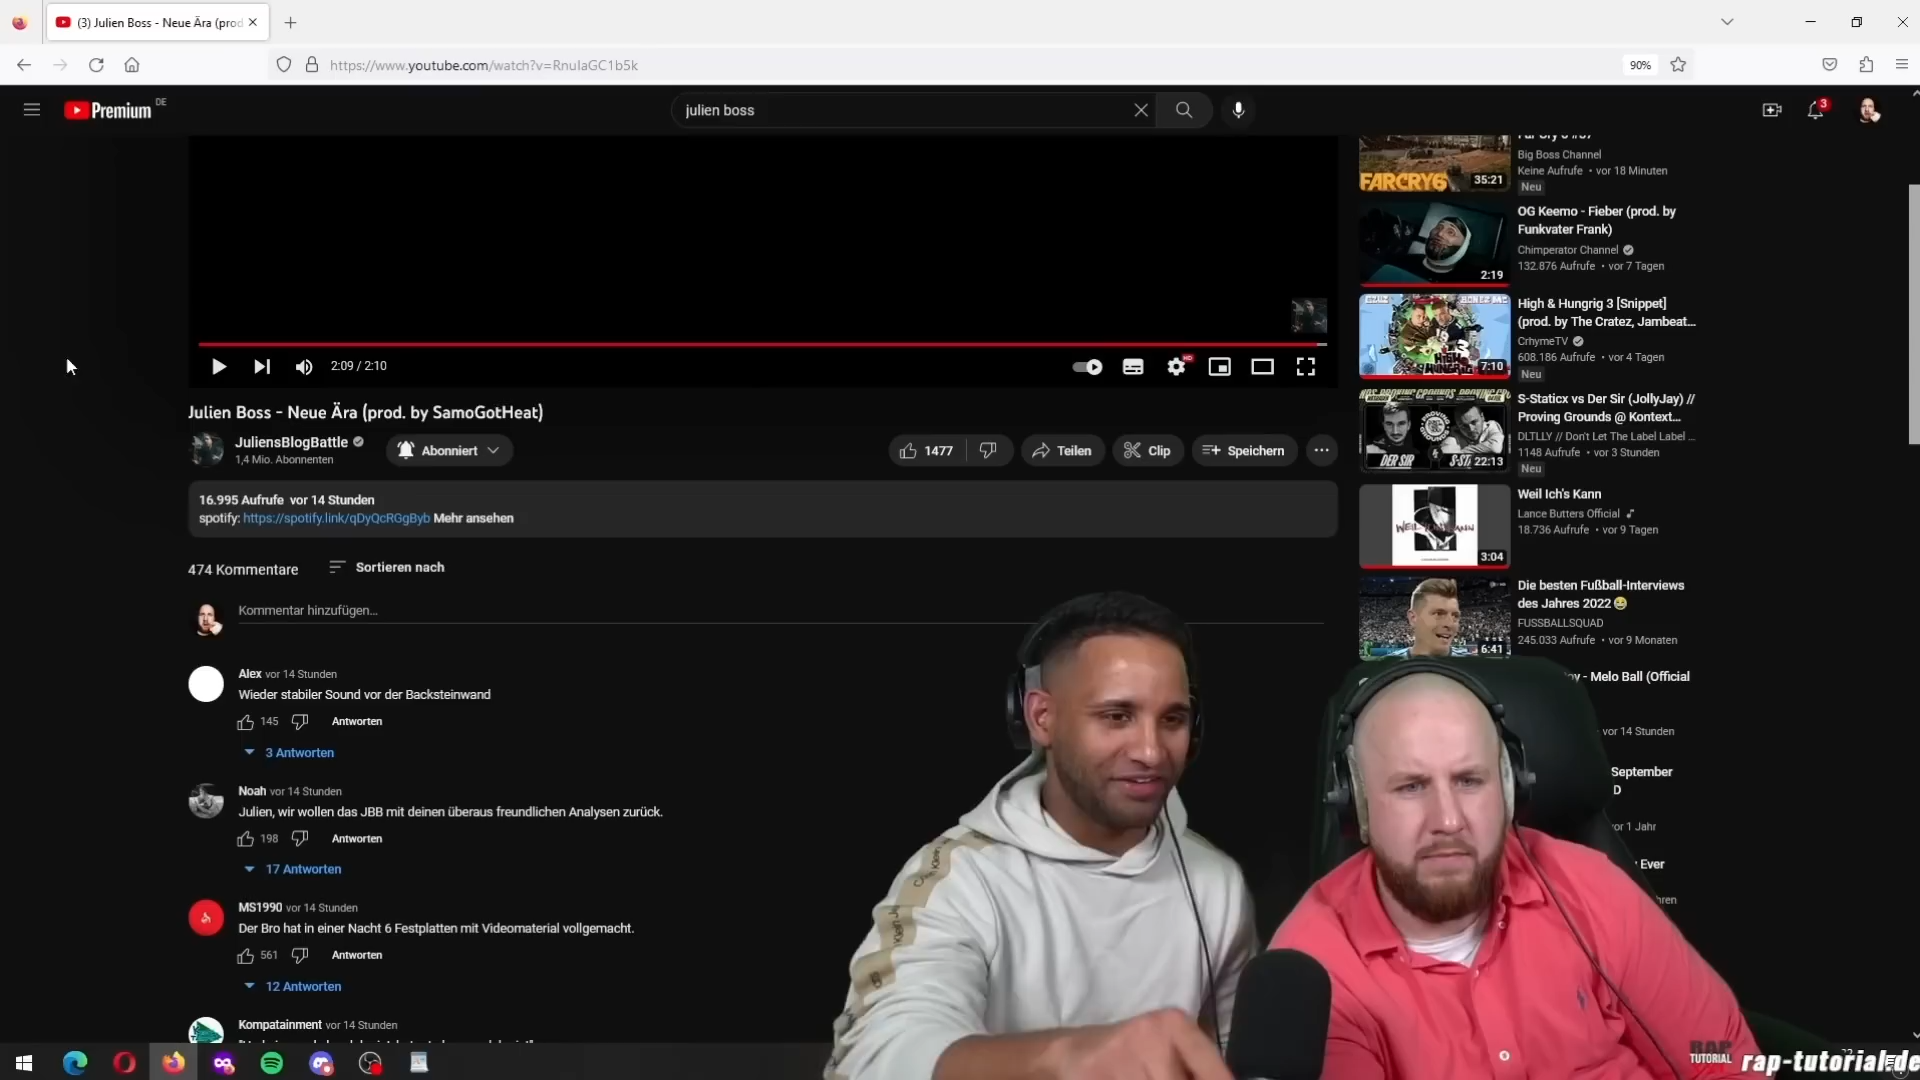 (3) Julien Boss - Neue Ära (prod
https://www.youtube.com/watch?v=RnuIaGC1b5k
90%
Premium
DE
julien boss
3
2:09 / 2:10
HD
Julien Boss - Neue Ära (prod. by SamoGotHeat)
JuliensBlogBattle
1,4 Mio. Abonnenten
Abonniert
1477
Teilen
Clip
Speichern
16.995 Aufrufe vor 14 Stunden
spotify: https://spotify.link/qDyQcRGgByb Mehr ansehen
474 Kommentare
Sortieren nach
Kommentar hinzufügen...
Alex vor 14 Stunden
Wieder stabiler Sound vor der Backsteinwand
145
Antworten
3 Antworten
Noah vor 14 Stunden
Julien, wir wollen das JBB mit deinen überaus freundlichen Analysen zurück.
198
Antworten
17 Antworten
MS1990 vor 14 Stunden
Der Bro hat in einer Nacht 6 Festplatten mit Videomaterial vollgemacht.
561
Antworten
12 Antworten
Kompatainment vor 14 Stunden
FARCRY6
35:21
Big Boss Channel
Keine Aufrufe • vor 18 Minuten
Neu
2:19
OG Keemo - Fieber (prod. by
Funkvater Frank)
Chimperator Channel
132.876 Aufrufe • vor 7 Tagen
7:10
High & Hungrig 3 [Snippet]
(prod. by The Cratez, Jambeat...
CrhymeTV
608.186 Aufrufe • vor 4 Tagen
Neu
DER SIR
22:13
S-Staticx vs Der Sir (JollyJay) //
Proving Grounds @ Kontext...
DLTLLY // Don't Let The Label Label ...
1148 Aufrufe • vor 3 Stunden
Neu
3:04
Weil Ich's Kann
Lance Butters Official
18.736 Aufrufe • vor 9 Tagen
6:41
Die besten Fußball-Interviews
des Jahres 2022😂
FUSSBALLSQUAD
245.033 Aufrufe • vor 9 Monaten
- Melo Ball (Official
vor 14 Stunden
September
D
vor 1 Jahr
Ever
RAP
TUTORIAL
rap-tutorial.de